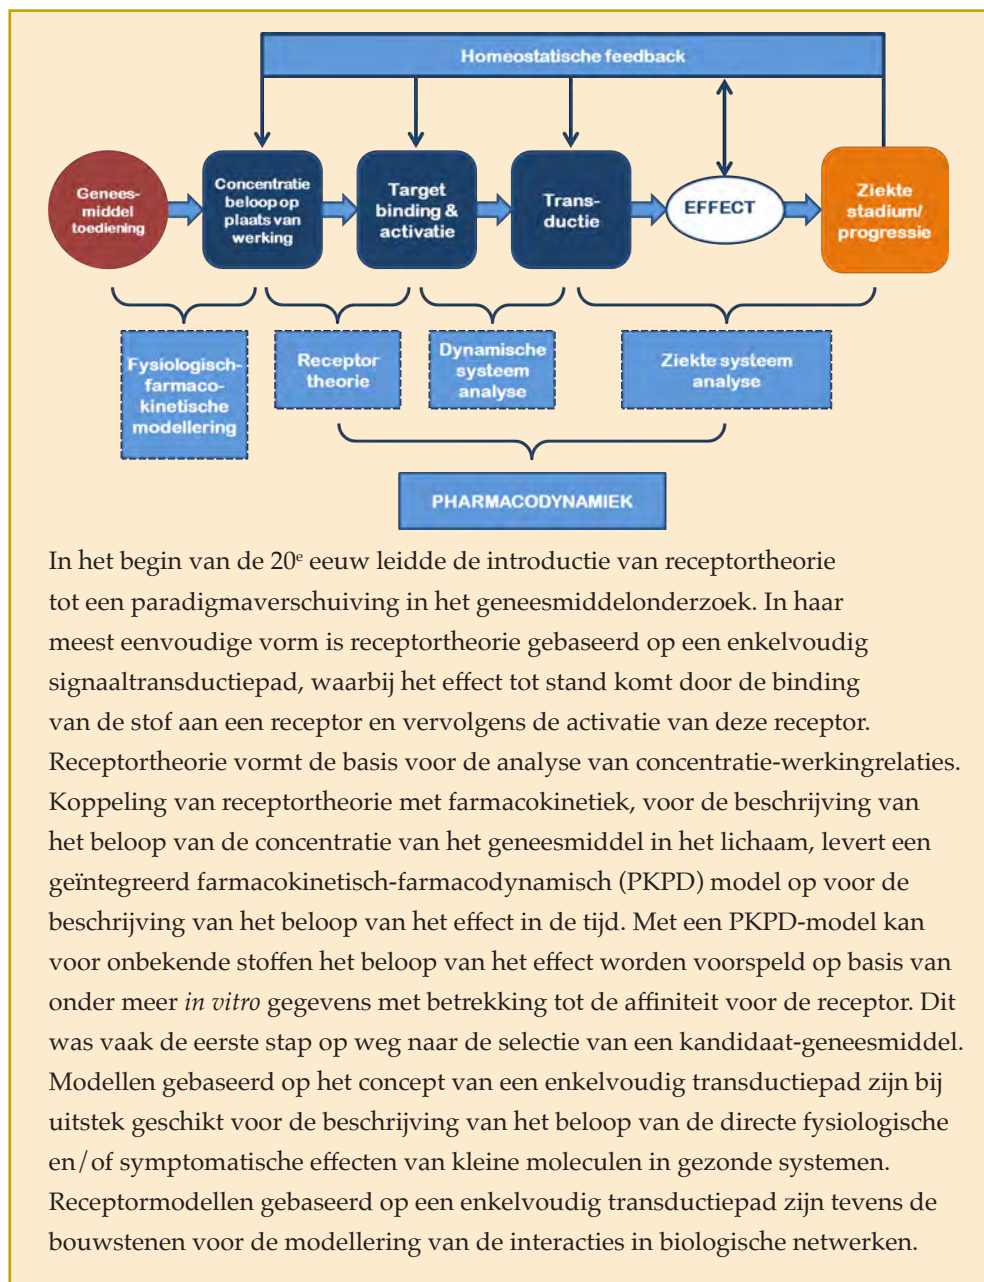 Homeostatische feedback
Genees-
middel
toediening
Concentratie
beloop op
plaats van
werking
Target
binding &
activatie
Trans-
ductie
EFFECT
Ziekte
stadium/
progressie
Fysiologisch-
farmaco-
kinetische
modellering
Receptor
theorie
Dynamische
systeem
analyse
Ziekte systeem
analyse
PHARMACODYNAMIEK
In het begin van de 20e eeuw leidde de introductie van receptortheorie
tot een paradigmaverschuiving in het geneesmiddelonderzoek. In haar
meest eenvoudige vorm is receptortheorie gebaseerd op een enkelvoudig
signaaltransductiepad, waarbij het effect tot stand komt door de binding
van de stof aan een receptor en vervolgens de activatie van deze receptor.
Receptortheorie vormt de basis voor de analyse van concentratie-werkingrelaties.
Koppeling van receptortheorie met farmacokinetiek, voor de beschrijving van
het beloop van de concentratie van het geneesmiddel in het lichaam, levert een
geïntegreerd farmacokinetisch-farmacodynamisch (PKPD) model op voor de
beschrijving van het beloop van het effect in de tijd. Met een PKPD-model kan
voor onbekende stoffen het beloop van het effect worden voorspeld op basis van
onder meer in vitro gegevens met betrekking tot de affiniteit voor de receptor. Dit
was vaak de eerste stap op weg naar de selectie van een kandidaat-geneesmiddel.
Modellen gebaseerd op het concept van een enkelvoudig transductiepad zijn bij
uitstek geschikt voor de beschrijving van het beloop van de directe fysiologische
en/of symptomatische effecten van kleine moleculen in gezonde systemen.
Receptormodellen gebaseerd op een enkelvoudig transductiepad zijn tevens de
bouwstenen voor de modellering van de interacties in biologische netwerken.